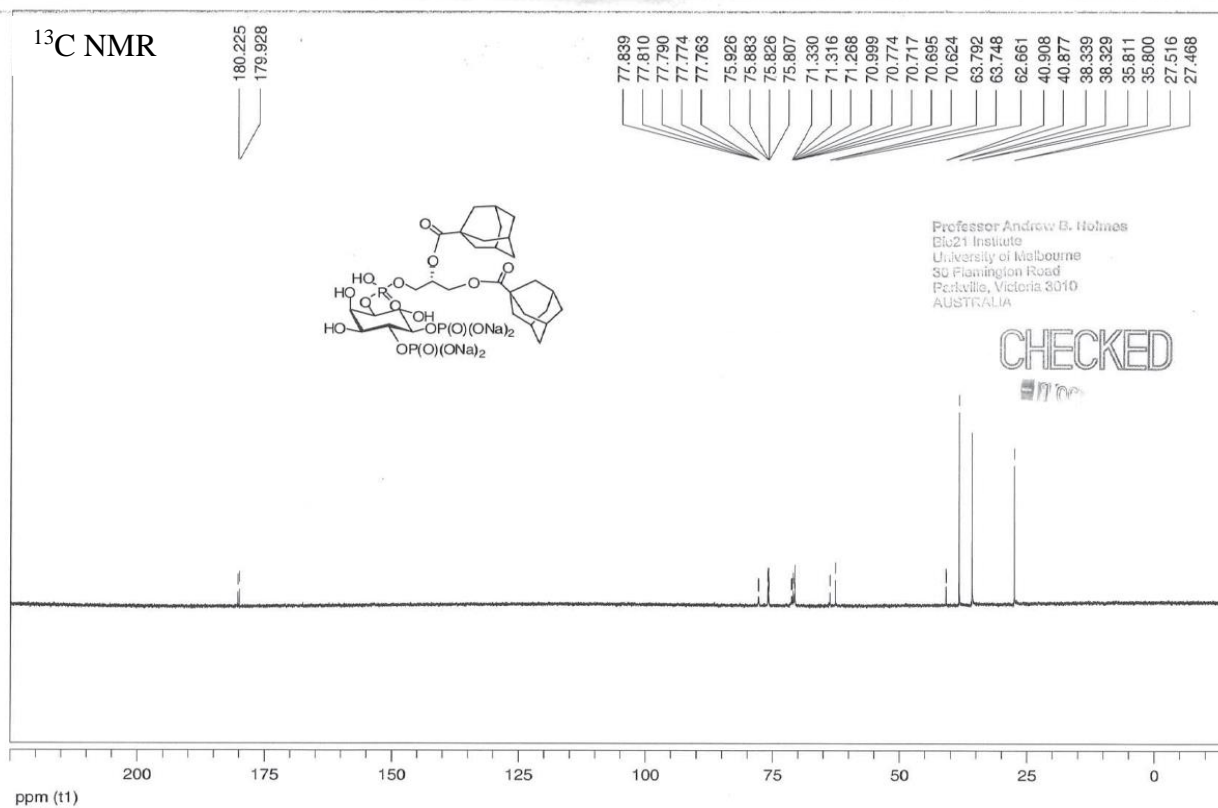 ¹³C NMR
180.225
179.928
77.839
77.810
77.790
77.774
77.763
75.926
75.883
75.826
75.807
71.330
71.316
71.268
70.999
70.774
70.717
70.695
70.624
63.792
63.748
62.661
40.908
40.877
38.339
38.329
35.811
35.800
27.516
27.468
O
O
O
HO
O
O
P
HO
O
O
OH
HO
OP(O)(ONa)₂
OP(O)(ONa)₂
Professor Andrew B. Holmes
Bio21 Institute
University of Melbourne
30 Flemington Road
Parkville, Victoria 3010
AUSTRALIA
CHECKED
200 175 150 125 100 75 50 25 0
ppm (t1)